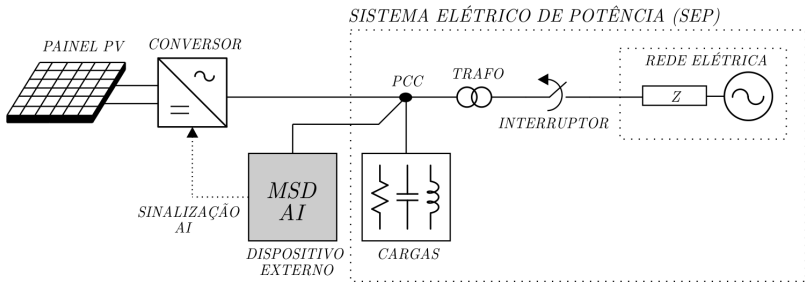 SISTEMA ELÉTRICO DE POTÊNCIA (SEP)
PAINEL PV
CONVERSOR
PCC
TRAFO
INTERRUPTOR
REDE ELÉTRICA
Z
MSD
AI
SINALIZAÇÃO
AI
DISPOSITIVO
EXTERNO
CARGAS